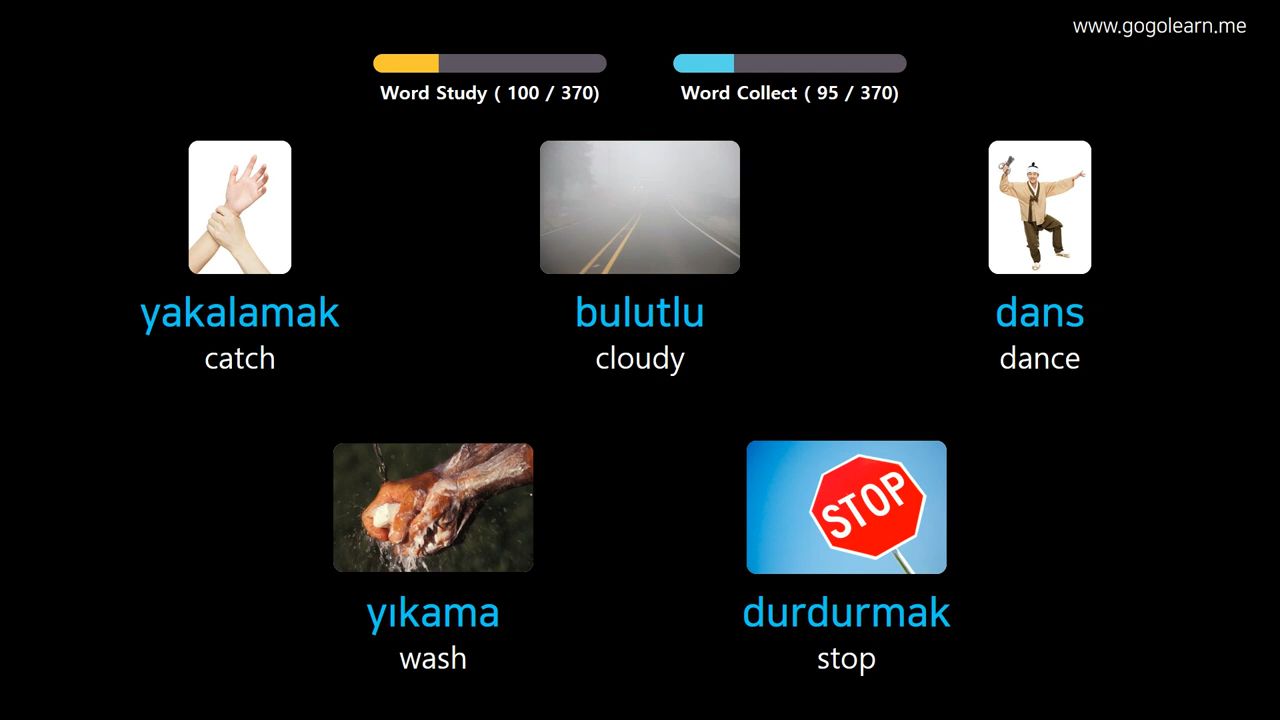 www.gogolearn.me
Word Study ( 100 / 370)
Word Collect ( 95 / 370)
yakalamak
catch
bulutlu
cloudy
dans
dance
STOP
yıkama
wash
durdurmak
stop